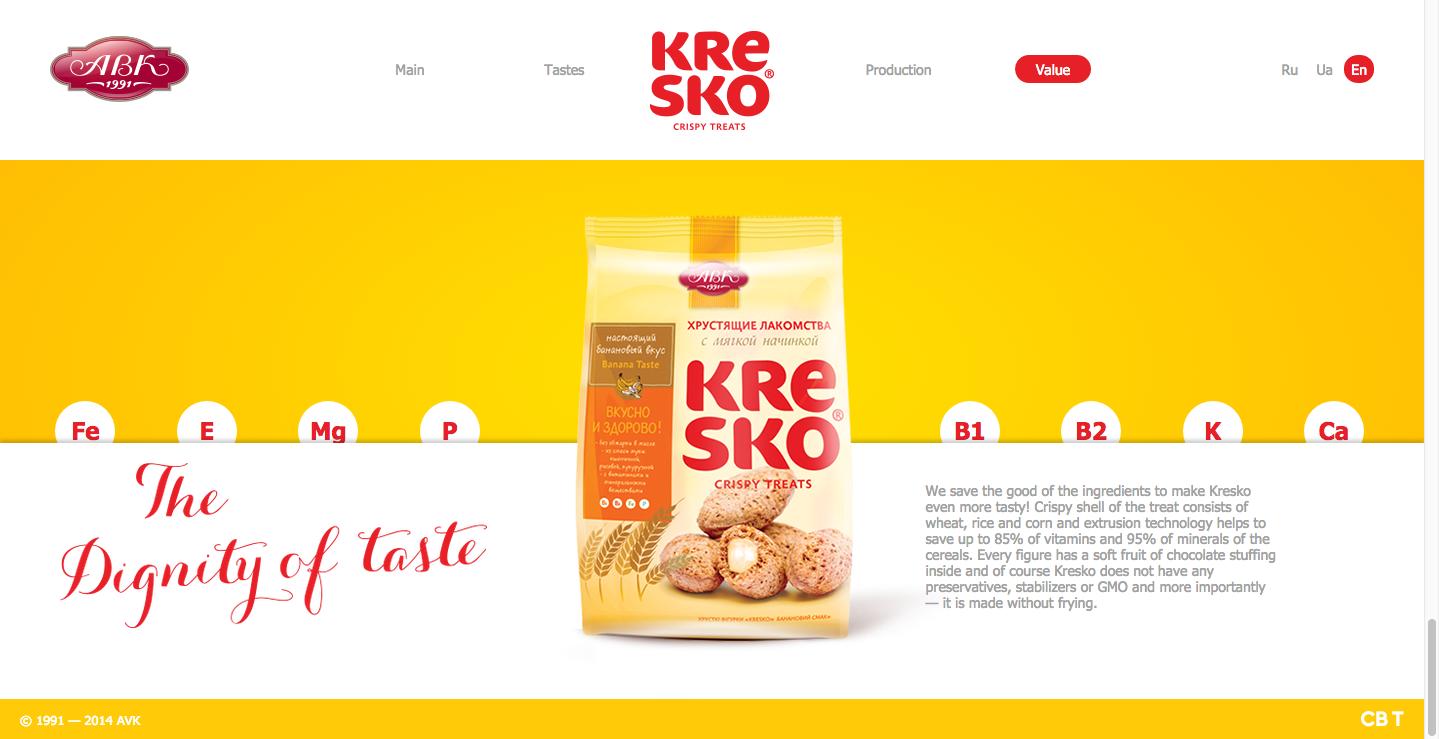 АВК
1991
Main
Tastes
KRE
SKO®
CRISPY TREATS
Production
Value
Ru
Ua
En
АВК
1991
ХРУСТЯЩИЕ ЛАКОМСТВА
с мягкой начинкой
настоящий
банановый вкус
Banana Taste
KRE
SKO®
CRISPY TREATS
ВКУСНО
И ЗДОРОВО!
- без обжарки в масле
- из смеси муки:
пшеничной,
рисовой, кукурузной
- с витаминами и
минеральными
веществами
ХРУСТКІ ФІГУРКИ «KRESKO» БАНАНОВИЙ СМАК
Fe
E
Mg
P
B1
B2
K
Ca
The
Dignity of taste
We save the good of the ingredients to make Kresko
even more tasty! Crispy shell of the treat consists of
wheat, rice and corn and extrusion technology helps to
save up to 85% of vitamins and 95% of minerals of the
cereals. Every figure has a soft fruit of chocolate stuffing
inside and of course Kresko does not have any
preservatives, stabilizers or GMO and more importantly
— it is made without frying.
© 1991 — 2014 AVK
CB T